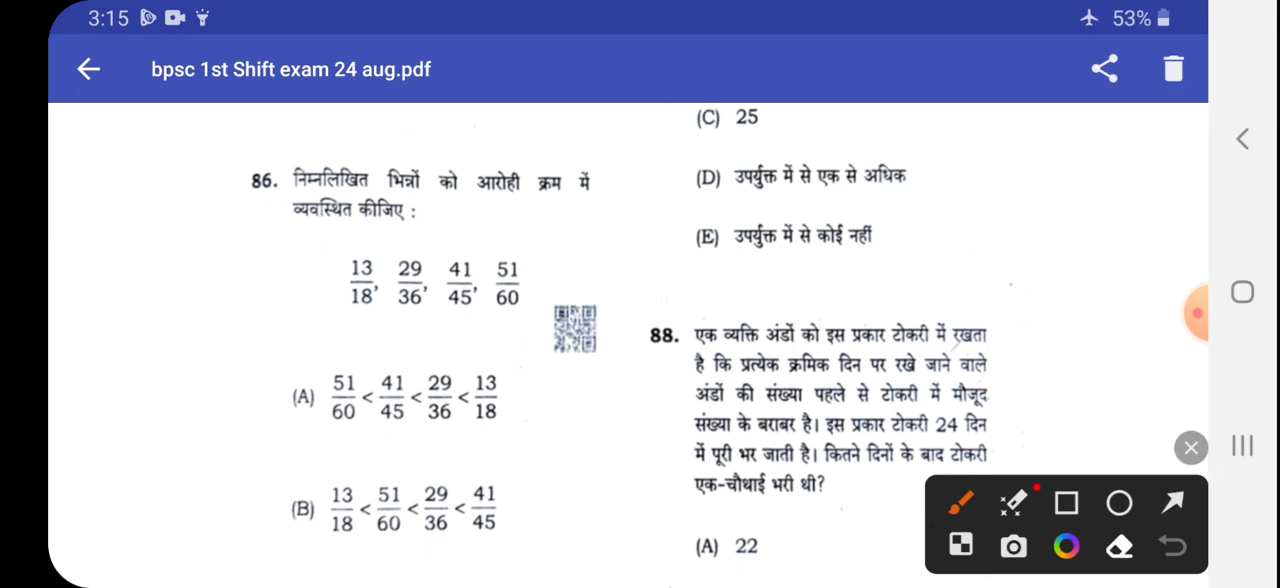 3:15
53%
bpsc 1st Shift exam 24 aug.pdf
86. निम्नलिखित भिन्नों को आरोही क्रम में
व्यवस्थित कीजिए :
13/18, 29/36, 41/45, 51/60
(A) 51/60 < 41/45 < 29/36 < 13/18
(B) 13/18 < 51/60 < 29/36 < 41/45
(C) 25
(D) उपर्युक्त में से एक से अधिक
(E) उपर्युक्त में से कोई नहीं
88. एक व्यक्ति अंडों को इस प्रकार टोकरी में रखता
है कि प्रत्येक क्रमिक दिन पर रखे जाने वाले
अंडों की संख्या पहले से टोकरी में मौजूद
संख्या के बराबर है। इस प्रकार टोकरी 24 दिन
में पूरी भर जाती है। कितने दिनों के बाद टोकरी
एक-चौथाई भरी थी?
(A) 22